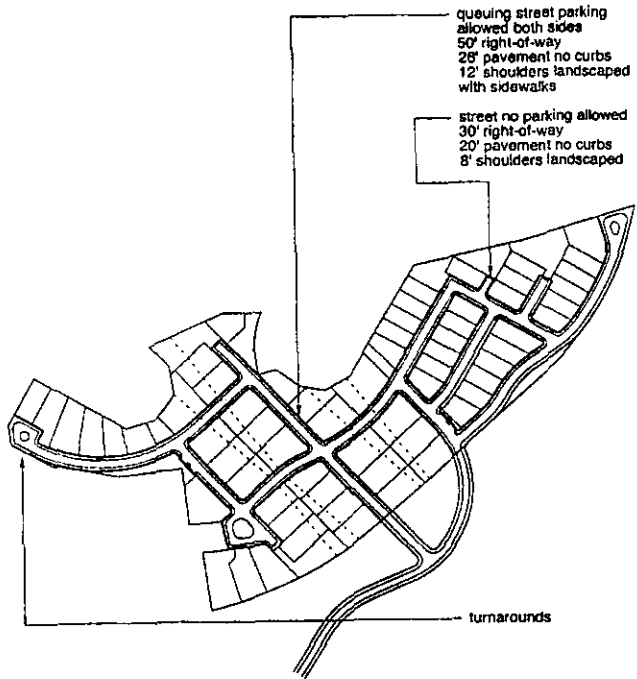 queuing street parking
allowed both sides
50' right-of-way
28' pavement no curbs
12' shoulders landscaped
with sidewalks
street no parking allowed
30' right-of-way
20' pavement no curbs
8' shoulders landscaped
turnarounds